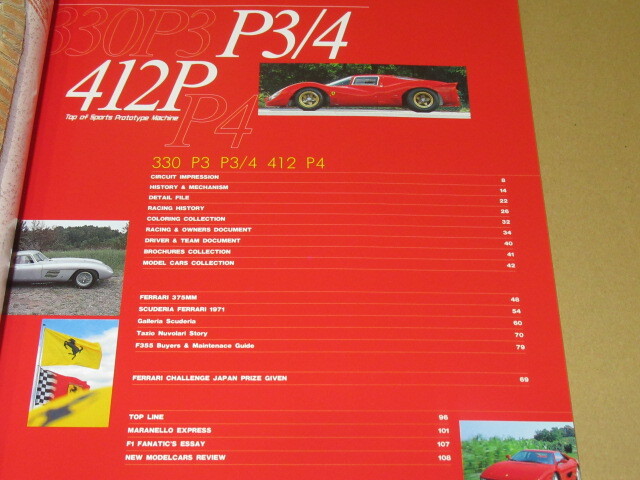 330P3 P3/4
412P
P4
Top of Sports Prototype Machine
330 P3 P3/4 412 P4
CIRCUIT IMPRESSION 6
HISTORY & MECHANISM 14
DETAIL FILE 22
RACING HISTORY 26
COLORING COLLECTION 32
RACING & OWNERS DOCUMENT 34
DRIVER & TEAM DOCUMENT 40
BROCHURES COLLECTION 41
MODEL CARS COLLECTION 42
FERRARI 375MM 46
SCUDERIA FERRARI 1971 54
Galleria Scuderia 60
Tazio Nuvolari Story 70
F355 Buyers & Maintenace Guide 79
FERRARI CHALLENGE JAPAN PRIZE GIVEN 69
TOP LINE 96
MARANELLO EXPRESS 101
F1 FANATIC'S ESSAY 107
NEW MODELCARS REVIEW 108